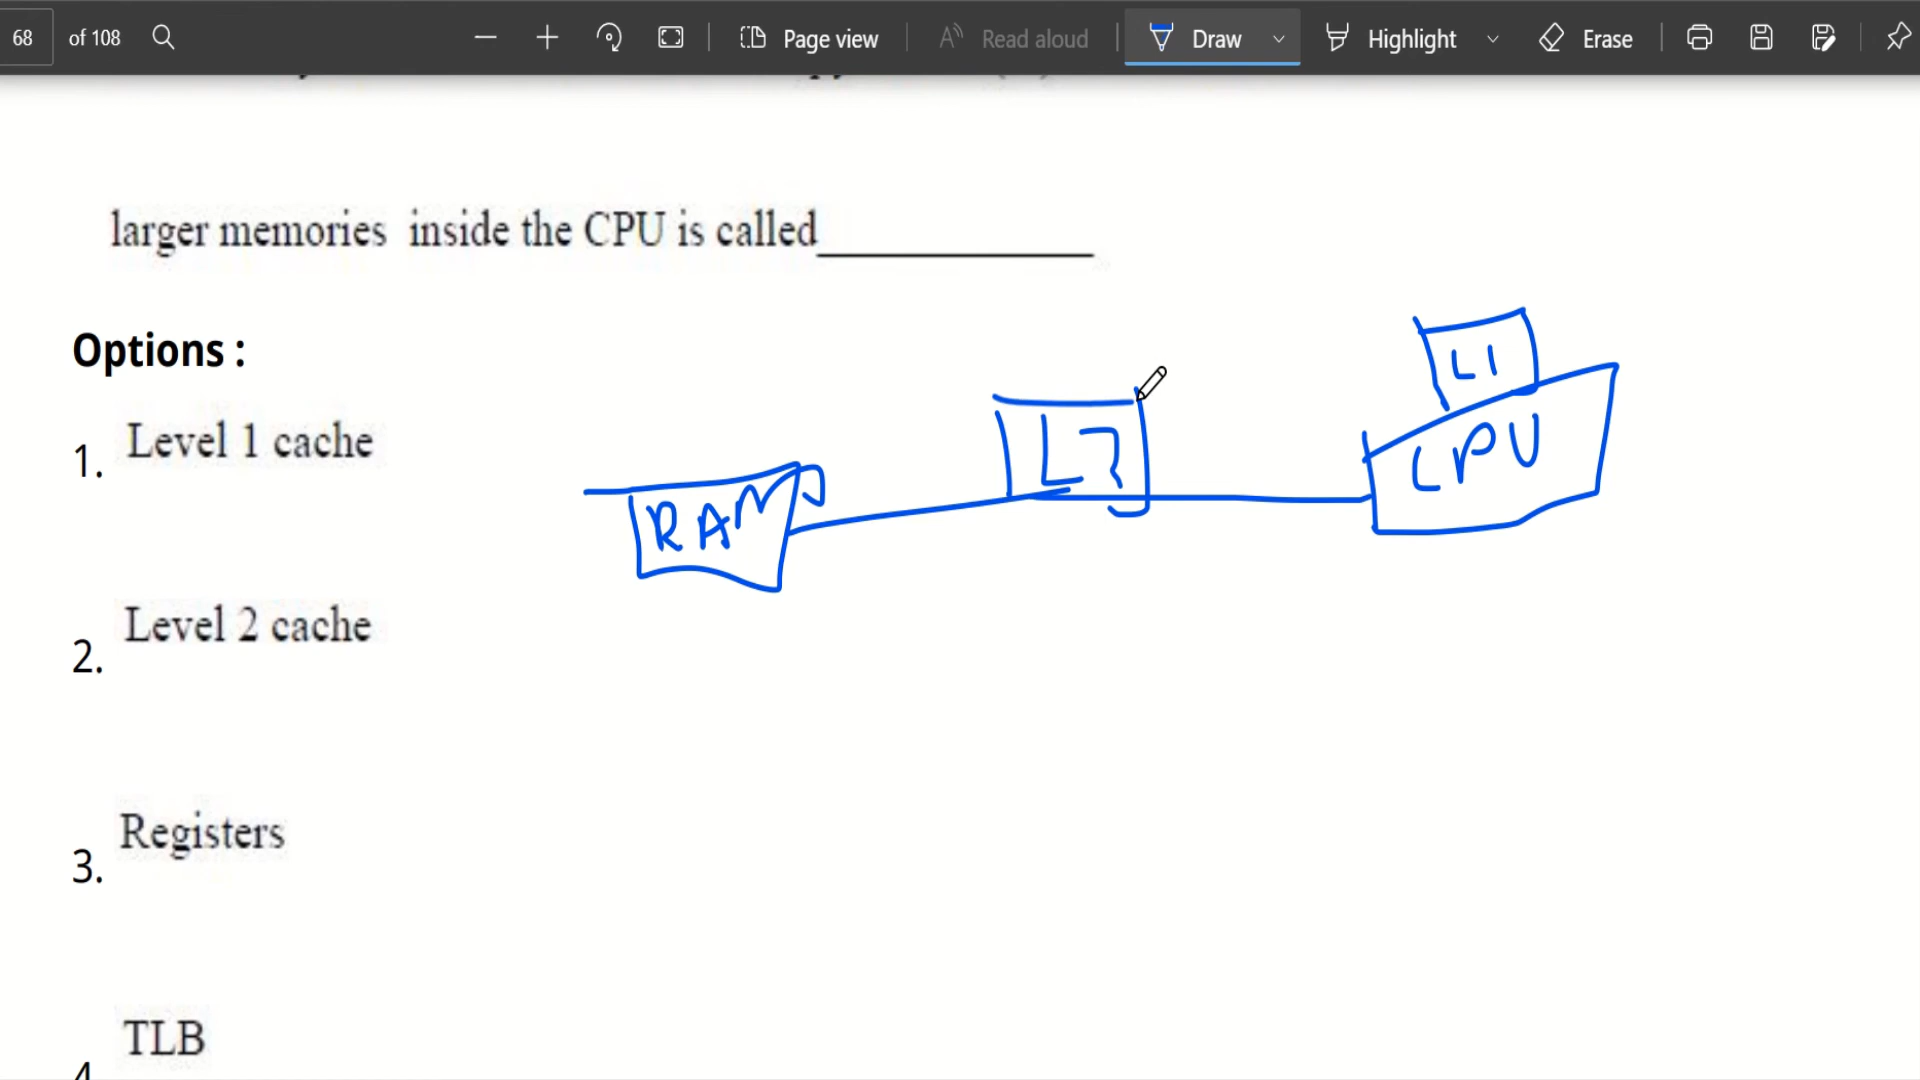 68 of 108 Page view Read aloud Draw Highlight Erase
larger memories inside the CPU is called____________
Options :
L1
1. Level 1 cache
CPU
RAM
2. Level 2 cache
3. Registers
TLB
4